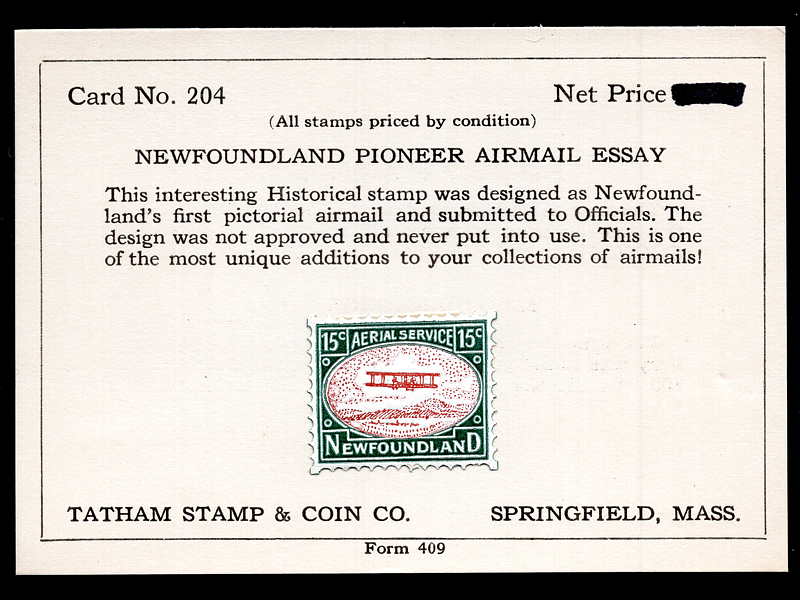 Card No. 204
Net Price
(All stamps priced by condition)
NEWFOUNDLAND PIONEER AIRMAIL ESSAY
This interesting Historical stamp was designed as Newfound-
land's first pictorial airmail and submitted to Officials. The
design was not approved and never put into use. This is one
of the most unique additions to your collections of airmails!
15c AERIAL SERVICE 15c
NEWFOUNDLAND
TATHAM STAMP & COIN CO.
SPRINGFIELD, MASS.
Form 409